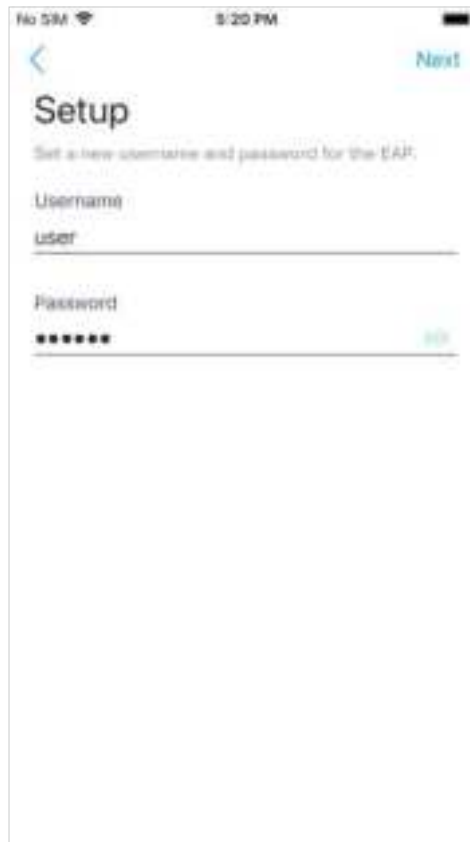 No SIM 5:20 PM
Next
Setup
Set a new username and password for the EAP.
Username
user
Password
••••••